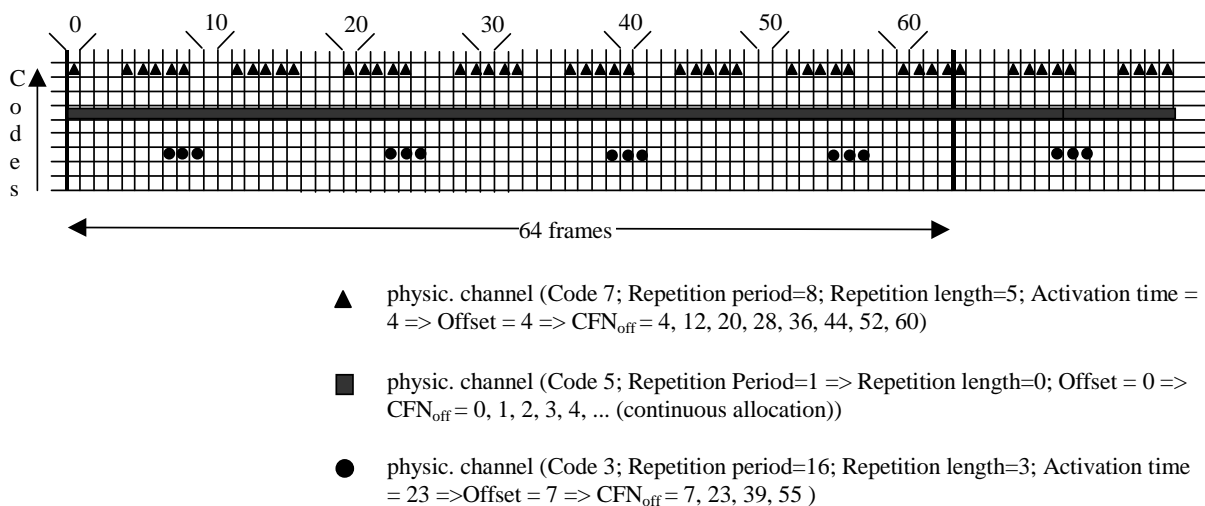 0 10 20 30 40 50 60
C
o
d
e
s
64 frames
physic. channel (Code 7; Repetition period=8; Repetition length=5; Activation time =
4 => Offset = 4 => CFNoff = 4, 12, 20, 28, 36, 44, 52, 60)
physic. channel (Code 5; Repetition Period=1 => Repetition length=0; Offset = 0 =>
CFNoff = 0, 1, 2, 3, 4, ... (continuous allocation))
physic. channel (Code 3; Repetition period=16; Repetition length=3; Activation time
= 23 =>Offset = 7 => CFNoff = 7, 23, 39, 55 )